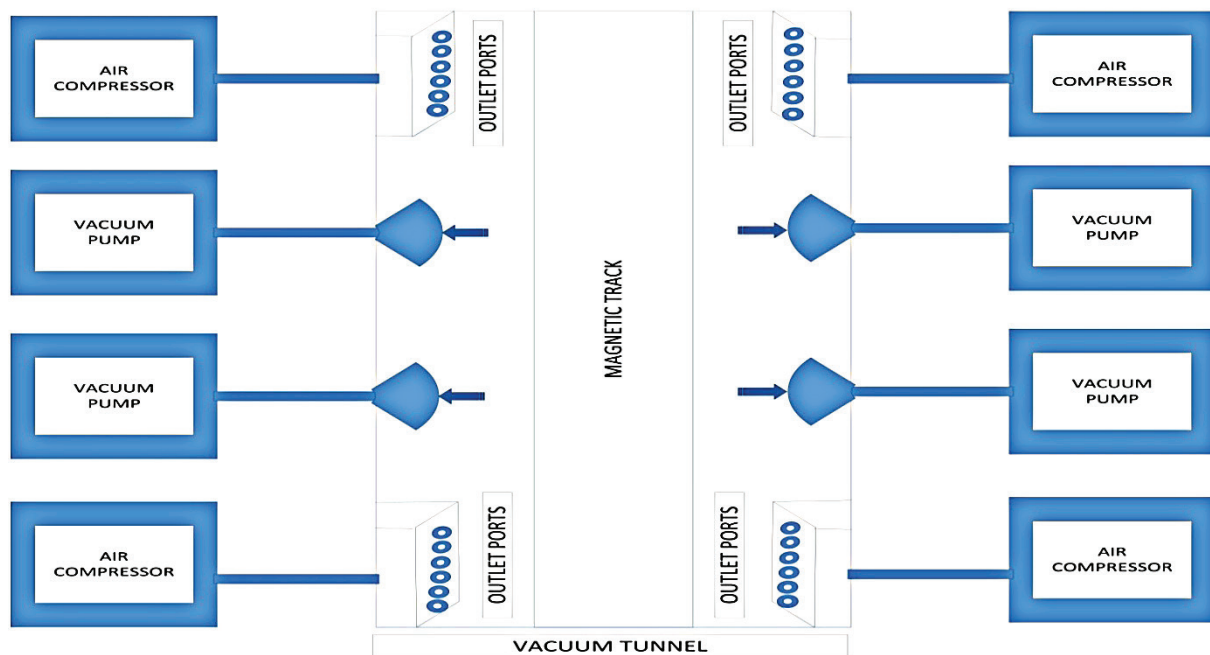 AIR
COMPRESSOR
OUTLET PORTS
OUTLET PORTS
AIR
COMPRESSOR
VACUUM
PUMP
VACUUM
PUMP
MAGNETIC TRACK
VACUUM
PUMP
VACUUM
PUMP
AIR
COMPRESSOR
OUTLET PORTS
OUTLET PORTS
AIR
COMPRESSOR
VACUUM TUNNEL